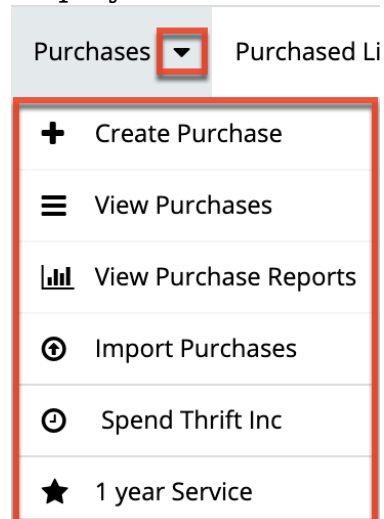 Purchases Purchased Li
Create Purchase
View Purchases
View Purchase Reports
Import Purchases
Spend Thrift Inc
1 year Service